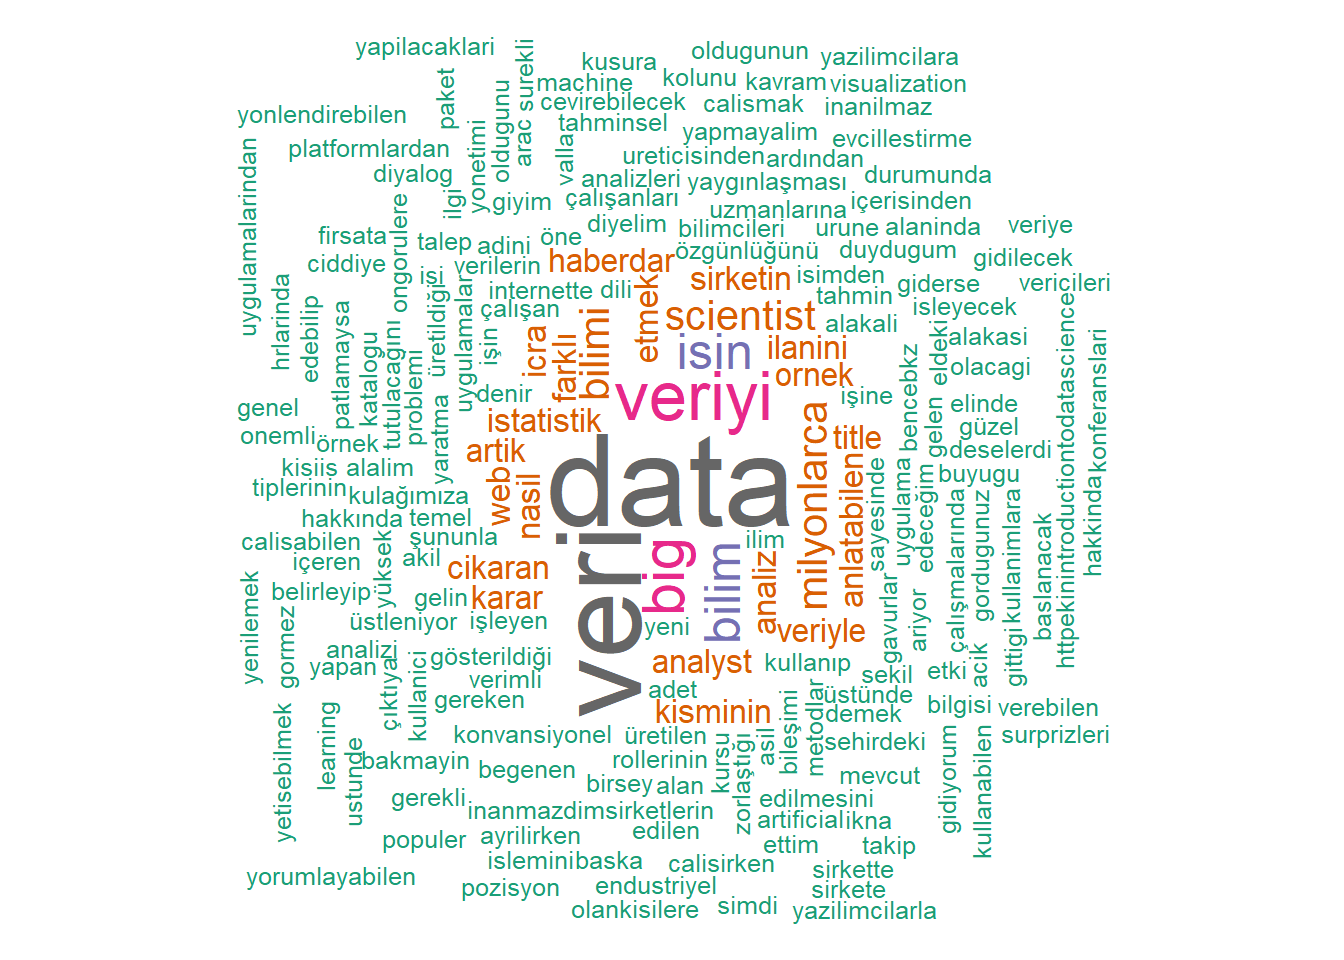 yapilacaklari
kusura
oldugunun
yazilimcilara
machine
kolunu
kavram
visualization
paket
arac
surekli
oldugunu
cevirebilecek
calismak
inanilmaz
yonlendirebilen
tahminsel
yapmayalim
evcillestirme
platformlardan
yonetimi
valla
ureticisinden
ardından
diyalog
analizleri
yaygınlaşması
durumunda
uygulamalarindan
ilgi
giyim
çalışanları
uzmanlarına
içerisinden
ongorulere
diyelim
bilimcileri
urune
alaninda
veriye
firsata
talep
adini
öne
özgünlüğünü
duydugum
gidilecek
ciddiye
isi
verilerin
haberdar
sirketin
isimden
giderse
vericileri
hrlarinda
edebilip
internette
dili
etmek
tahmin
isleyecek
patlamaysa
katalogu
tutulacağını
üretildiği
uygulamalar
çalışan
scientist
alakali
alakasi
problemi
işin
icra
farklı
bilimi
isin
ilanini
eldeki
olacagi
yaratma
denir
veriyi
ornek
işine
bencebkz
gelen
elinde
genel
istatistik
title
güzel
onemli
örnek
artik
data
milyonlarca
anlatabilen
deselerdi
kisiis
alalim
web
nasil
sayesinde
uygulama
edeceğim
buyugu
tiplerinin
kulağımıza
hakkında
temel
veri
big
bilim
ilim
analiz
çalışmalarında
gordugunuz
kullanimlara
baslanacak
httpekinintroductiontodatascience
hakkinda
konferanslari
calisabilen
şununla
içeren
yüksek
akil
cikaran
belirleyip
gelin
karar
yenilemek
gormez
üstleniyor
işleyen
yeni
veriyle
gavurlar
ariyor
acik
gittigi
analizi
yapan
gösterildiği
analyst
kullanıp
sekil
etki
çıktıya
kullanici
verimli
gereken
adet
kisminin
üstünde
bilgisi
verebilen
yetisebilmek
learning
ustunde
konvansiyonel
üretilen
kursu
zorlaştığı
asil
bileşimi
metodlar
demek
sehirdeki
surprizleri
bakmayin
begenen
rollerinin
birsey
alan
mevcut
gidiyorum
kullanabilen
gerekli
inanmazdim
sirketlerin
edilmesini
populer
ayrilirken
edilen
artificial
ikna
ettim
takip
islemini
baska
calisirken
sirkette
yorumlayabilen
pozisyon
endustriyel
sirkete
olan
kisilere
simdi
yazilimcilarla